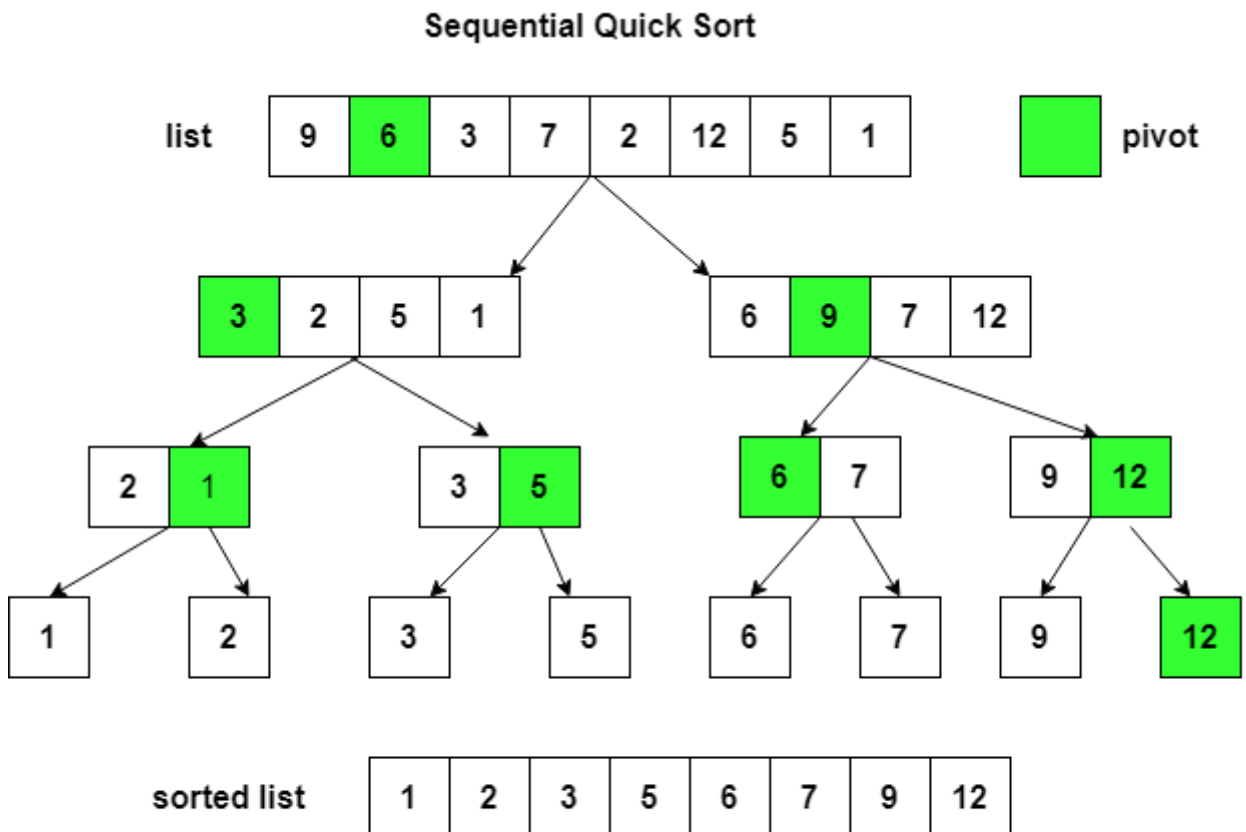 Sequential Quick Sort
list 9 6 3 7 2 12 5 1 pivot
3 2 5 1 6 9 7 12
2 1 3 5 6 7 9 12
1 2 3 5 6 7 9 12
sorted list 1 2 3 5 6 7 9 12